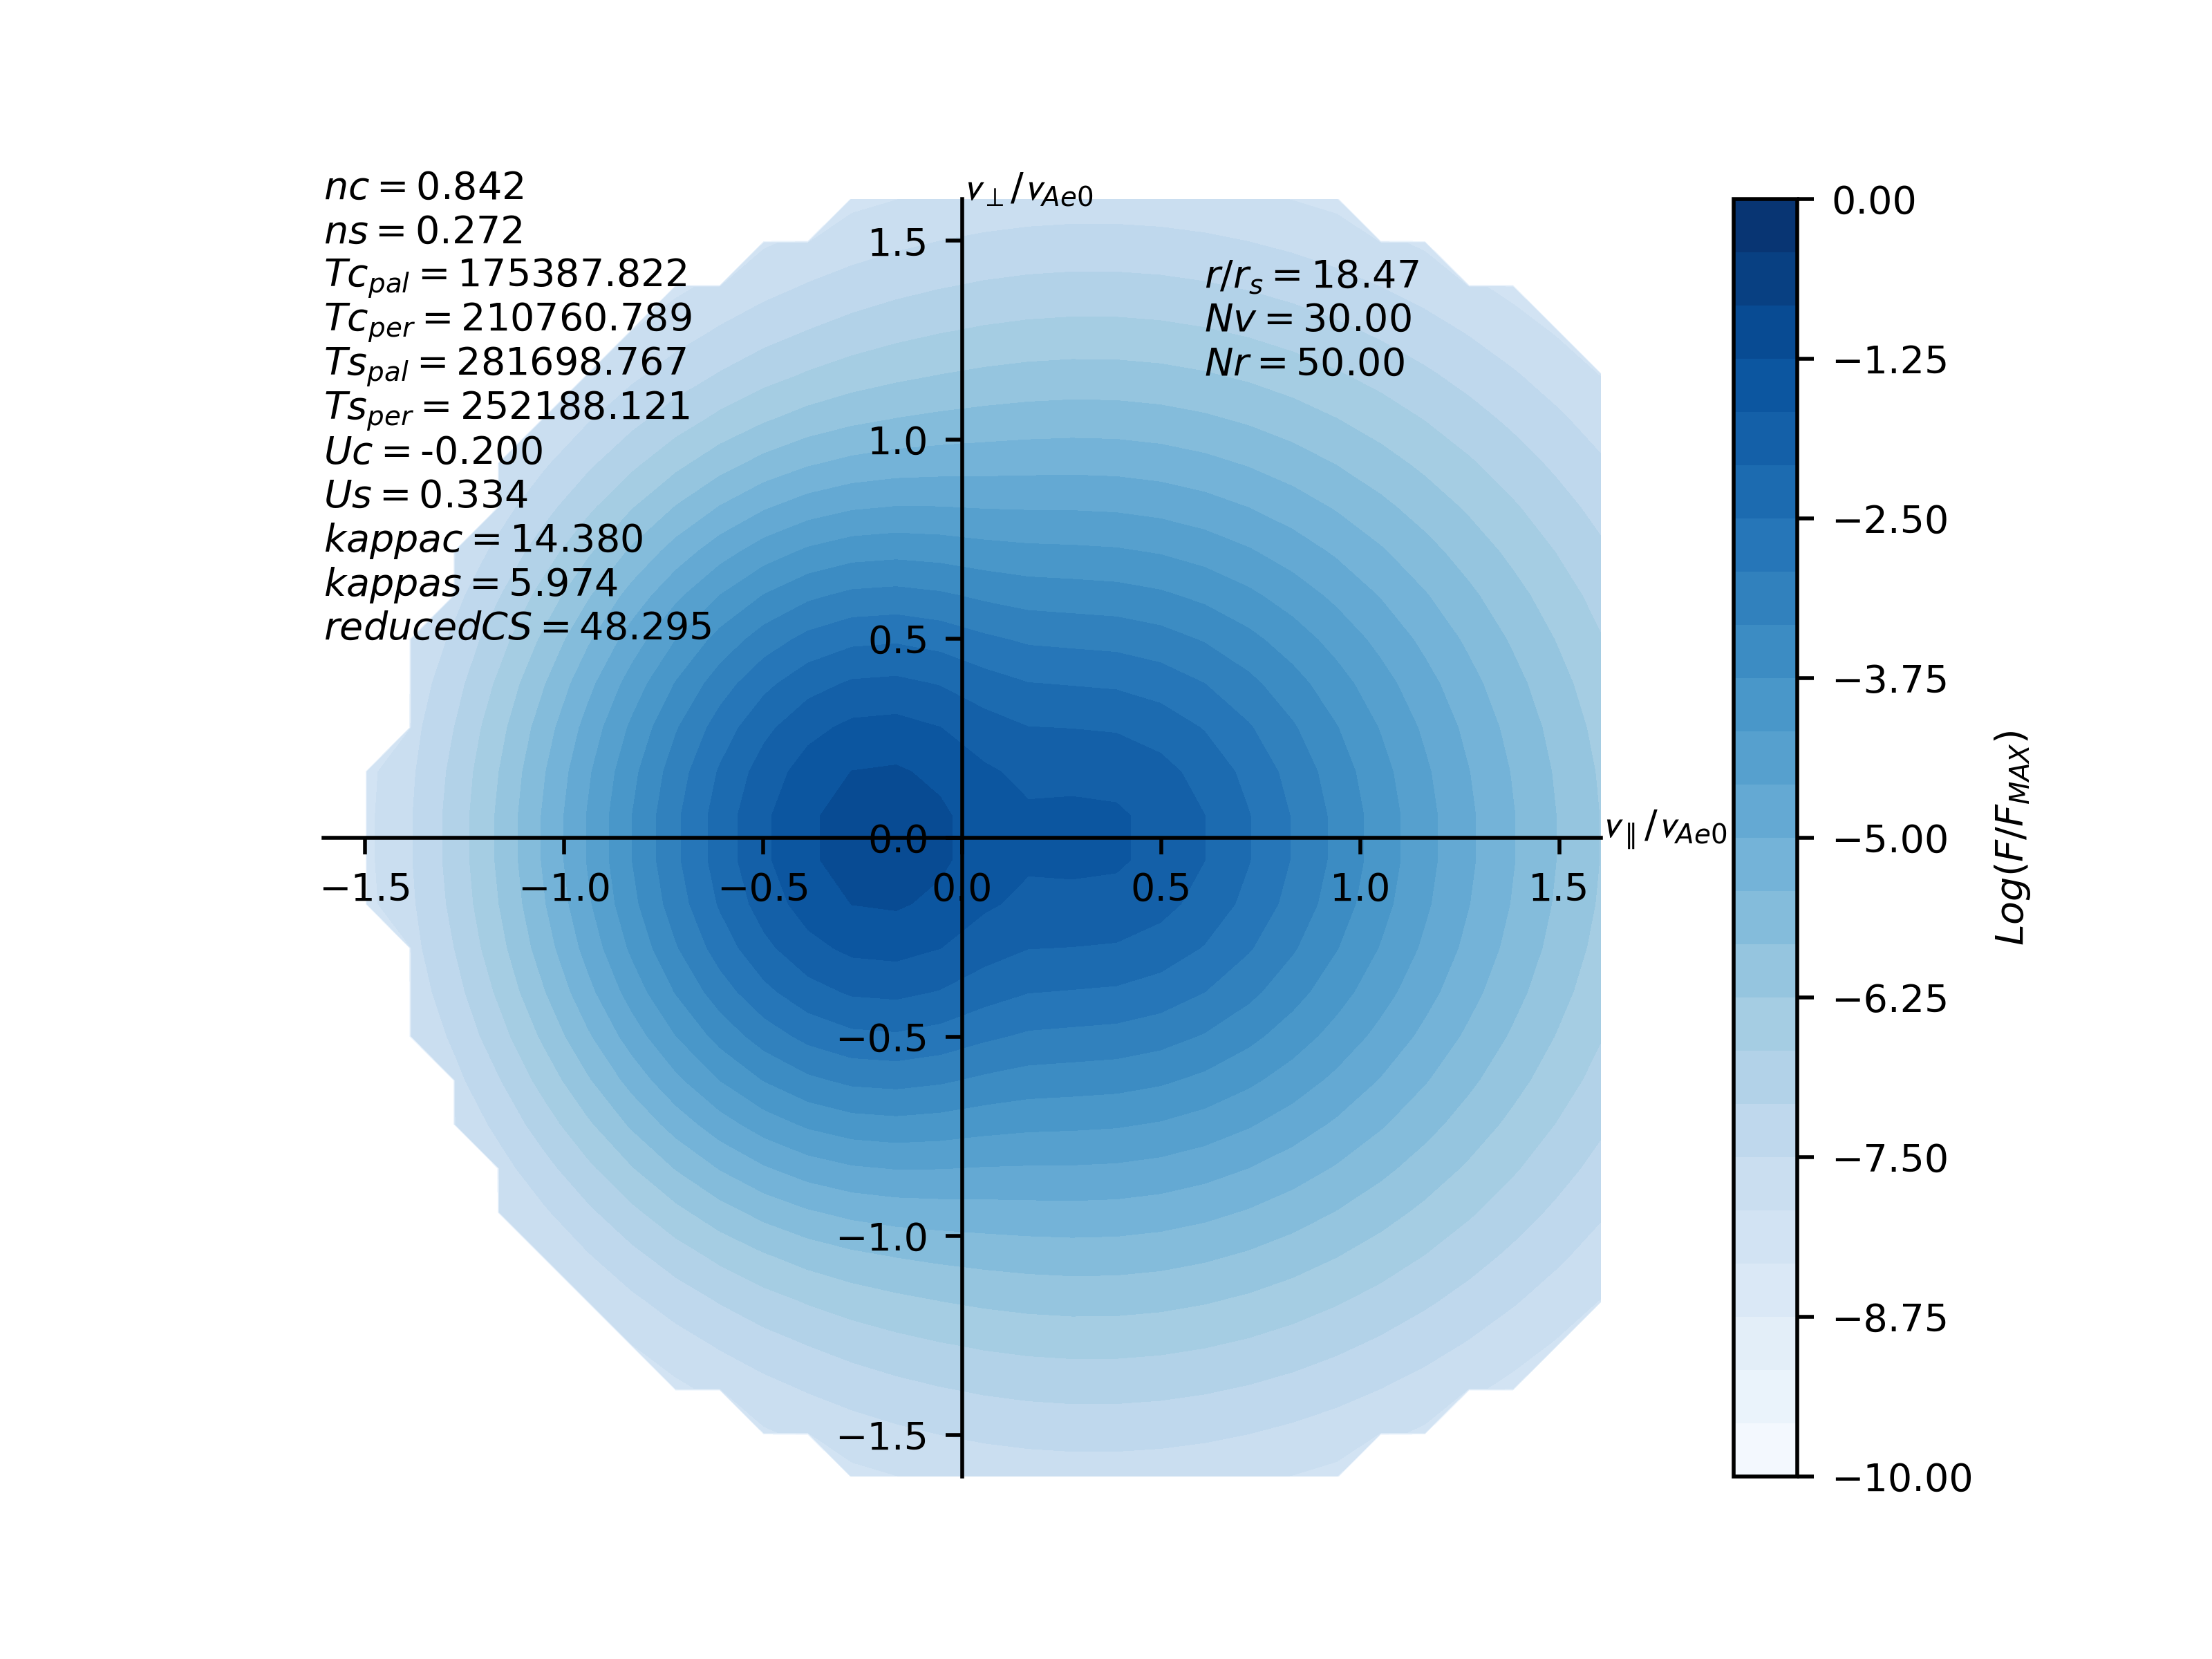 nc = 0.842
ns = 0.272
Tc_pal = 175387.822
Tc_per = 210760.789
Ts_pal = 281698.767
Ts_per = 252188.121
Uc = -0.200
Us = 0.334
kappac = 14.380
kappas = 5.974
reducedCS = 48.295
v⊥/v_Ae0
r/r_s = 18.47
Nv = 30.00
Nr = 50.00
1.5
1.0
0.5
0.0
−0.5
−1.0
−1.5
−1.5 −1.0 −0.5 0.0 0.5 1.0 1.5
v∥/v_Ae0
0.00
−1.25
−2.50
−3.75
−5.00
−6.25
−7.50
−8.75
−10.00
Log(F/F_MAX)